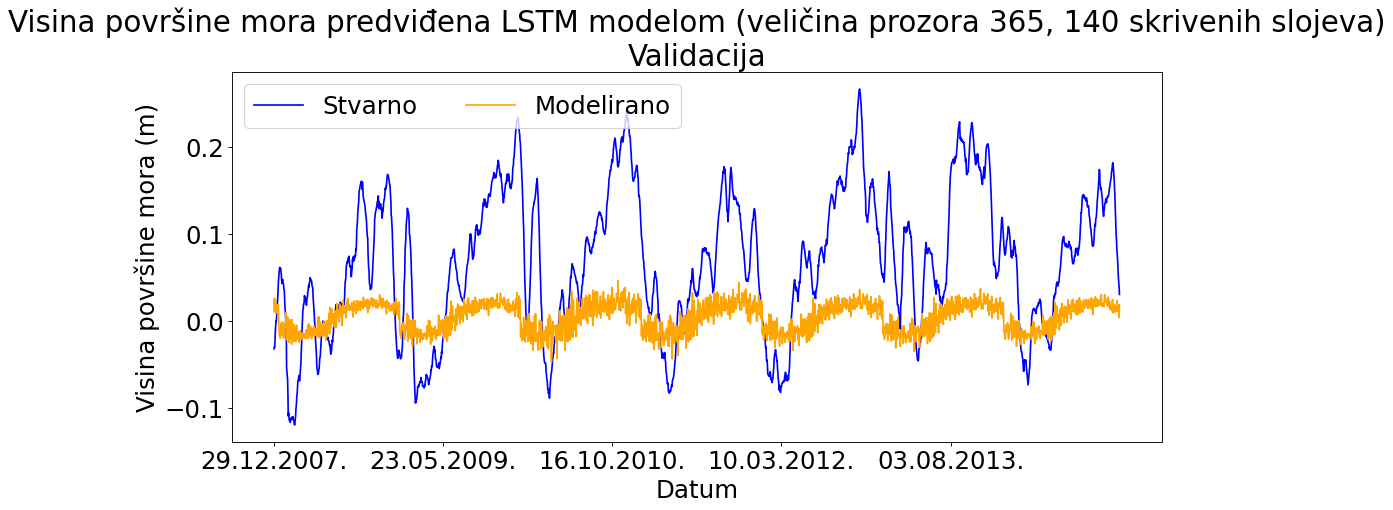 Visina površine mora predviđena LSTM modelom (veličina prozora 365, 140 skrivenih slojeva)
Validacija
Stvarno
Modelirano
Visina površine mora (m)
0.2
0.1
0.0
−0.1
29.12.2007.
23.05.2009.
16.10.2010.
10.03.2012.
03.08.2013.
Datum